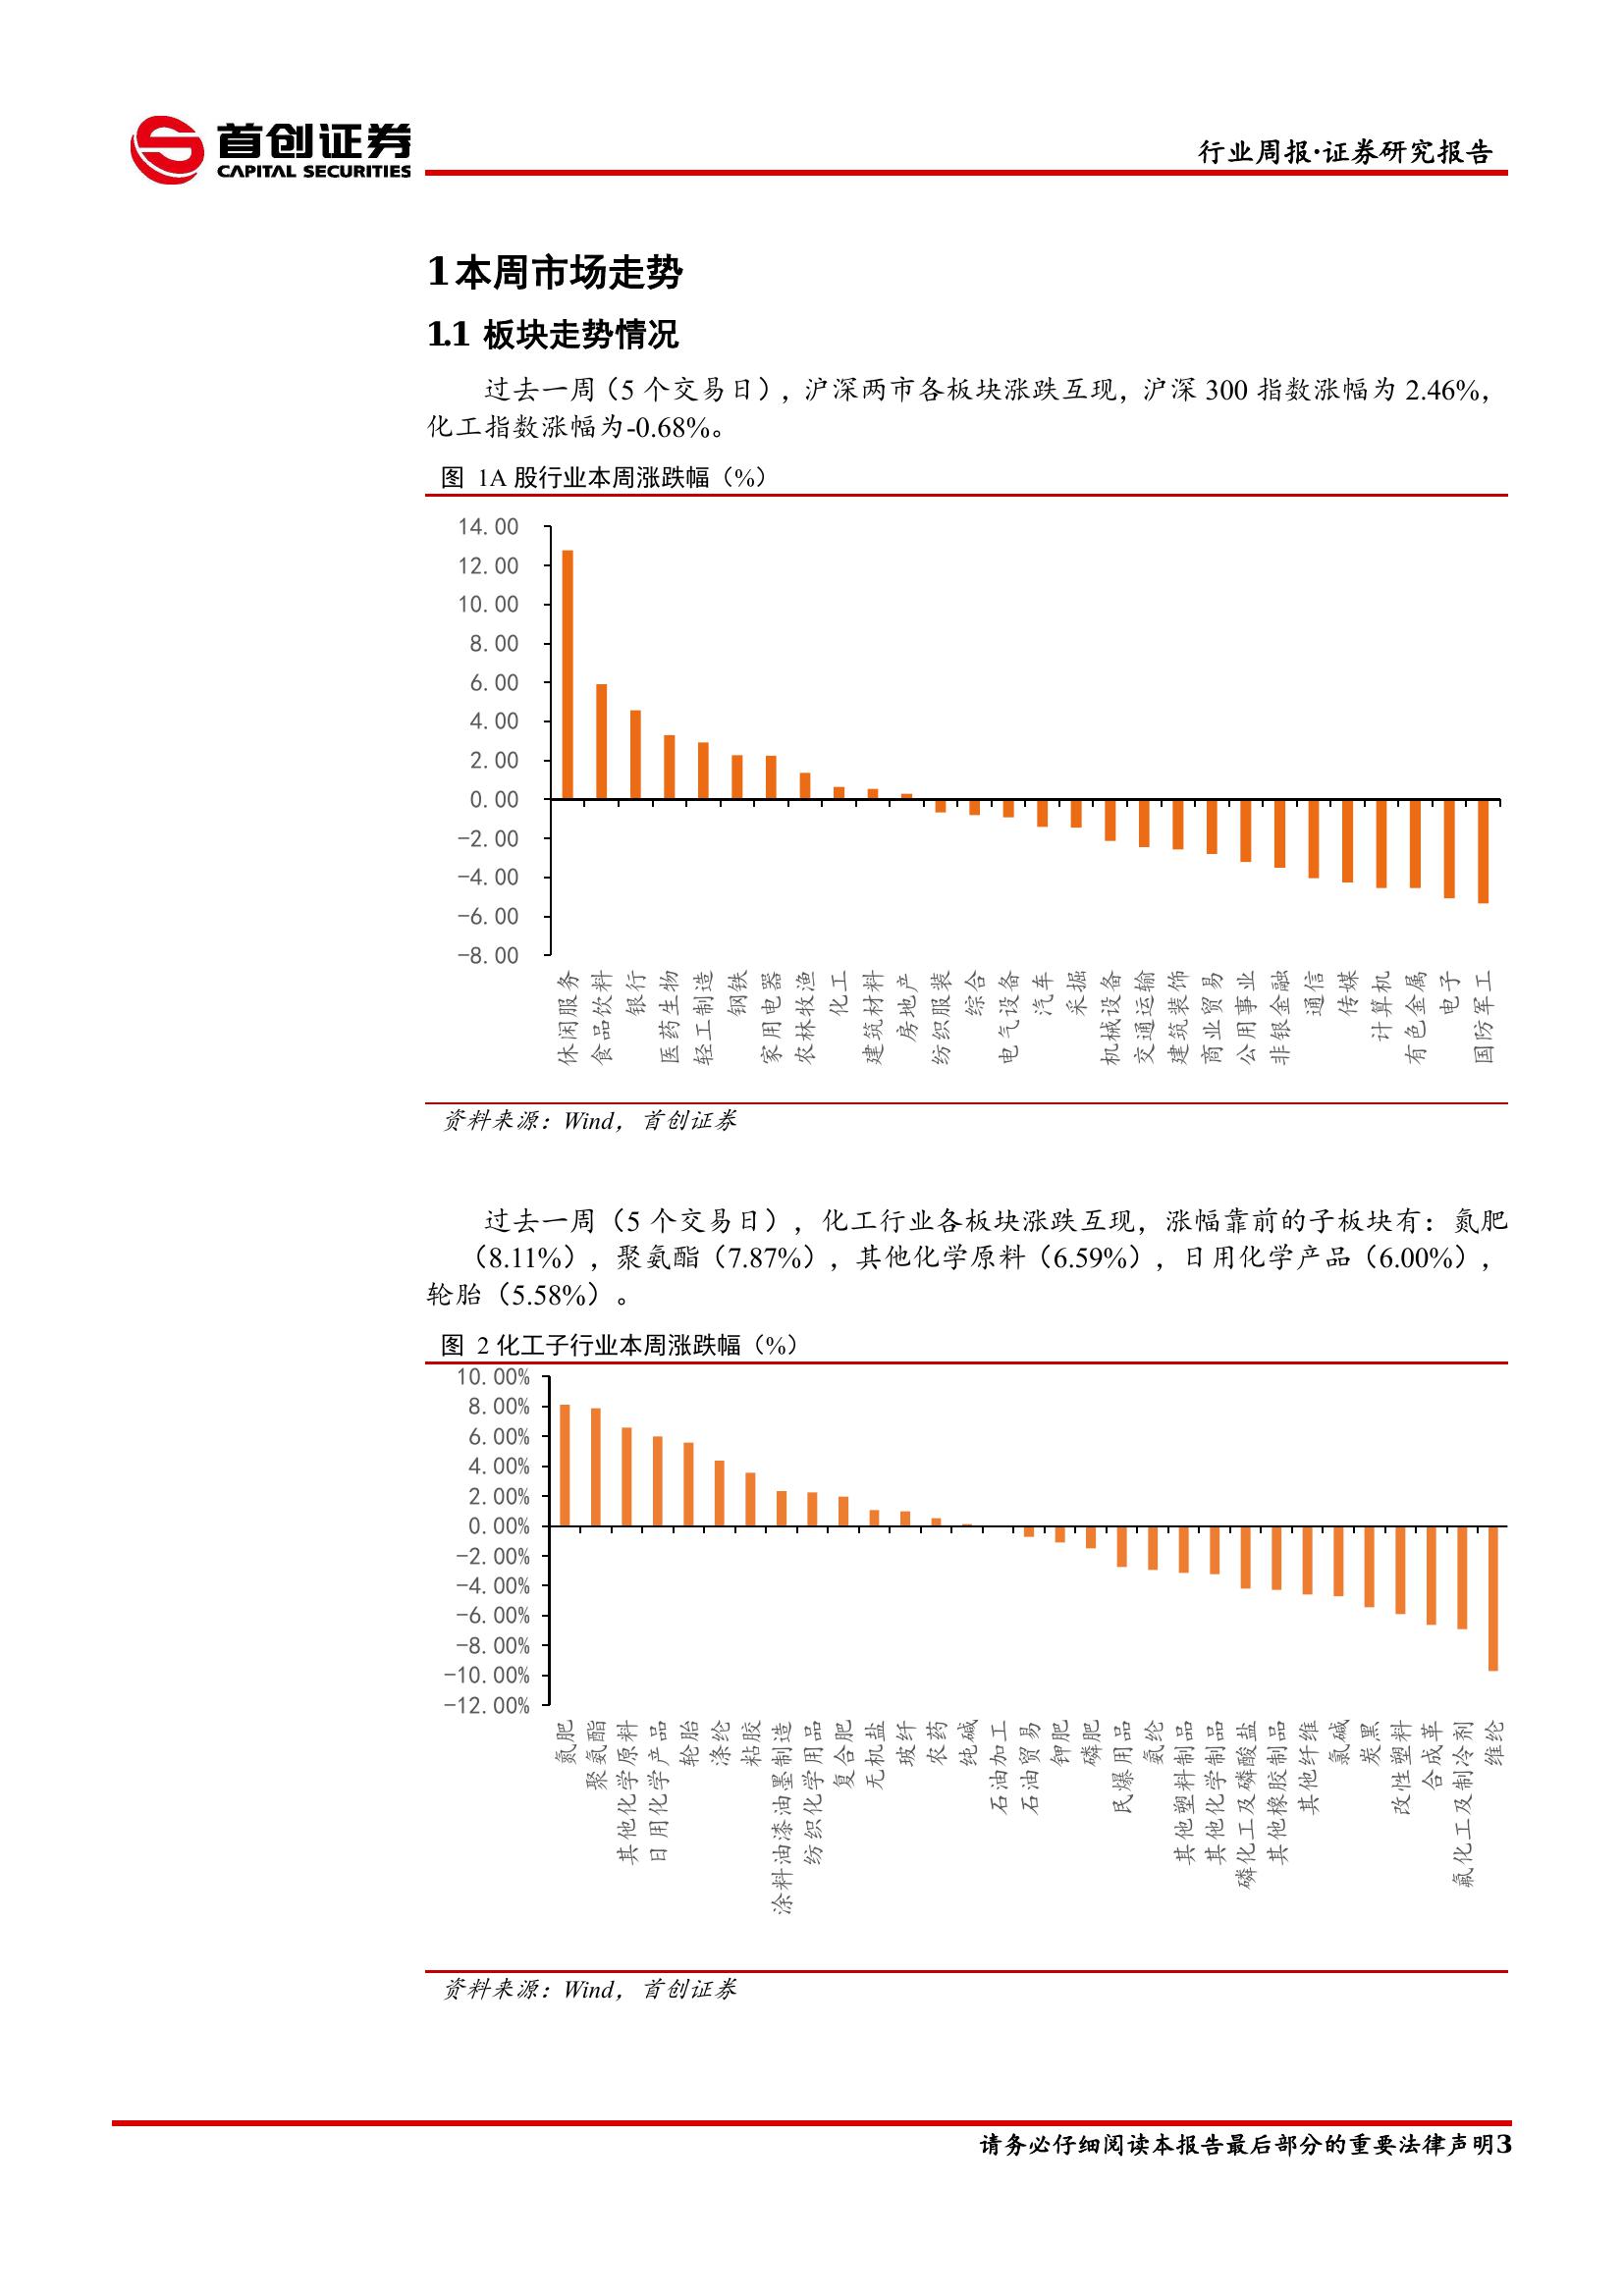 首创证券
CAPITAL SECURITIES
行业周报·证券研究报告
1本周市场走势
1.1 板块走势情况
过去一周（5 个交易日），沪深两市各板块涨跌互现，沪深 300 指数涨幅为 2.46%，
化工指数涨幅为-0.68%。
图 1A 股行业本周涨跌幅（%）
14.00
12.00
10.00
8.00
6.00
4.00
2.00
0.00
-2.00
-4.00
-6.00
-8.00
休闲服务
食品饮料
银行
医药生物
轻工制造
钢铁
家用电器
农林牧渔
化工
建筑材料
房地产
纺织服装
综合
电气设备
汽车
采掘
机械设备
交通运输
建筑装饰
商业贸易
公用事业
非银金融
通信
传媒
计算机
有色金属
电子
国防军工
资料来源：Wind，首创证券
过去一周（5 个交易日），化工行业各板块涨跌互现，涨幅靠前的子板块有：氮肥
（8.11%），聚氨酯（7.87%），其他化学原料（6.59%），日用化学产品（6.00%），
轮胎（5.58%）。
图 2 化工子行业本周涨跌幅（%）
10.00%
8.00%
6.00%
4.00%
2.00%
0.00%
-2.00%
-4.00%
-6.00%
-8.00%
-10.00%
-12.00%
氮肥
聚氨酯
其他化学原料
日用化学产品
轮胎
涤纶
粘胶
涂料油漆油墨制造
纺织化学用品
复合肥
无机盐
玻纤
农药
纯碱
石油加工
石油贸易
钾肥
磷肥
民爆用品
氨纶
其他塑料制品
其他化学制品
磷化工及磷酸盐
其他橡胶制品
其他纤维
氯碱
炭黑
改性塑料
合成革
氟化工及制冷剂
维纶
资料来源：Wind，首创证券
请务必仔细阅读本报告最后部分的重要法律声明3